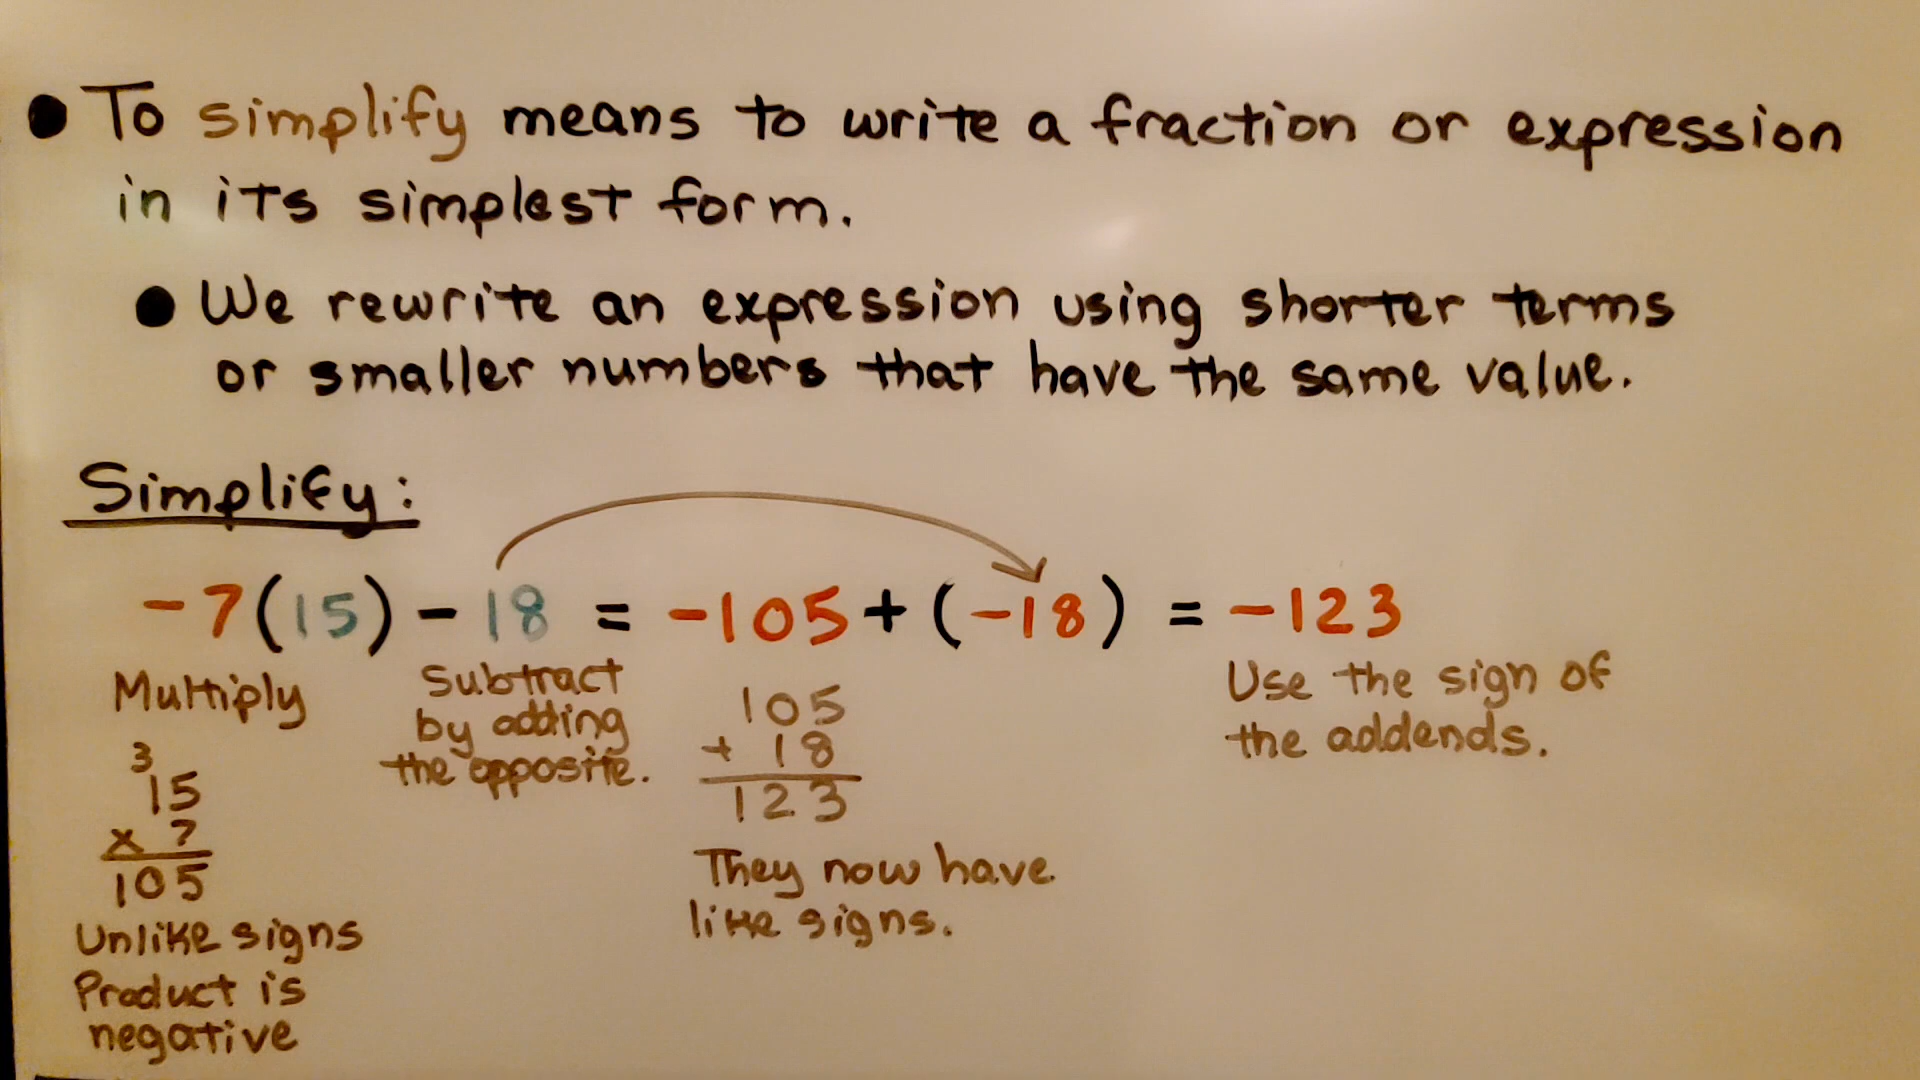 ● To simplify means to write a fraction or expression
in its simplest form.
● We rewrite an expression using shorter terms
or smaller numbers that have the same value.
Simplify:
-7(15) - 18 = -105 + (-18) = -123
Multiply
3
15
x 7
105
Unlike signs
Product is
negative
Subtract
by adding
the opposite.
105
+ 18
123
They now have
like signs.
Use the sign of
the addends.